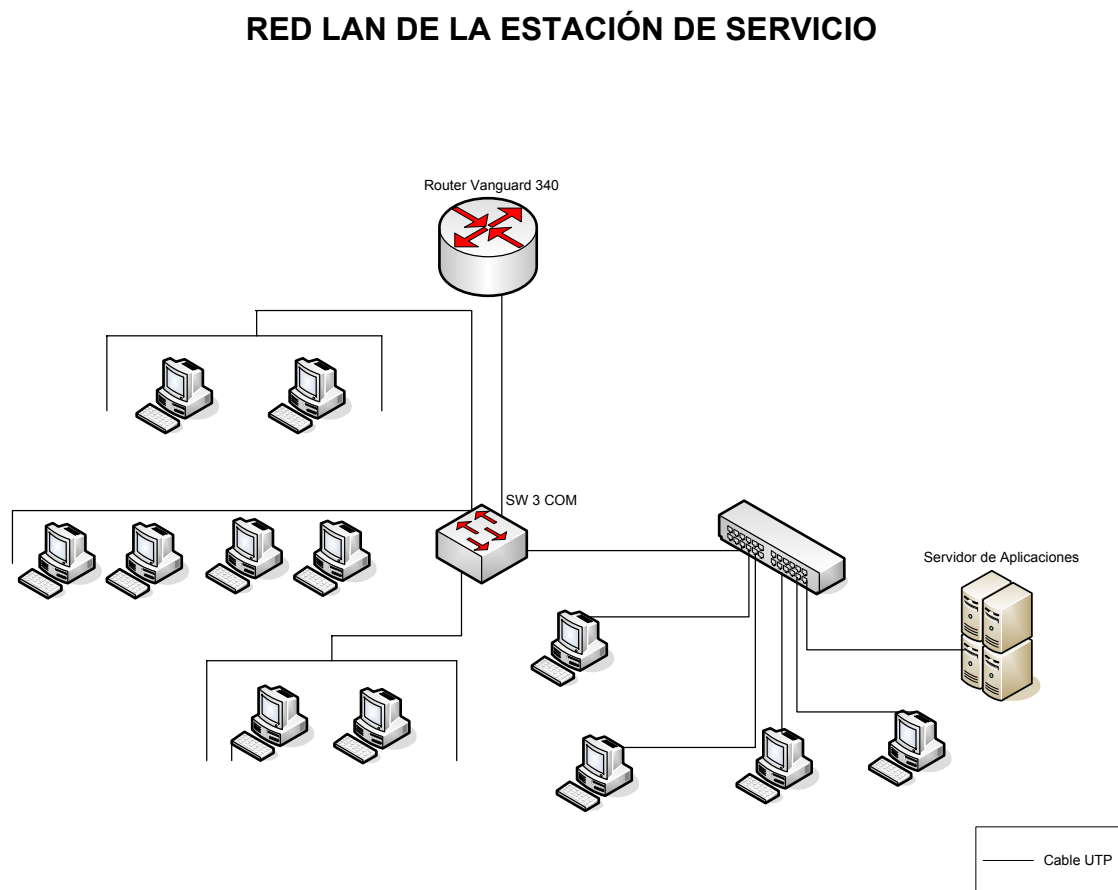 RED LAN DE LA ESTACIÓN DE SERVICIO
Router Vanguard 340
SW 3 COM
Servidor de Aplicaciones
Cable UTP